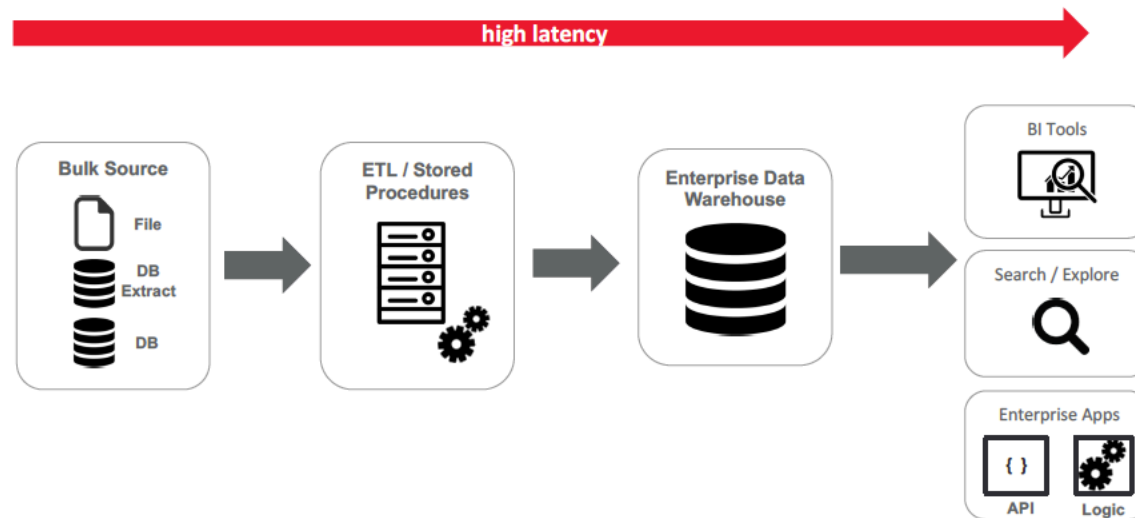 high latency
Bulk Source
File
DB
Extract
DB
ETL / Stored
Procedures
Enterprise Data
Warehouse
BI Tools
Search / Explore
Enterprise Apps
{ }
API
Logic